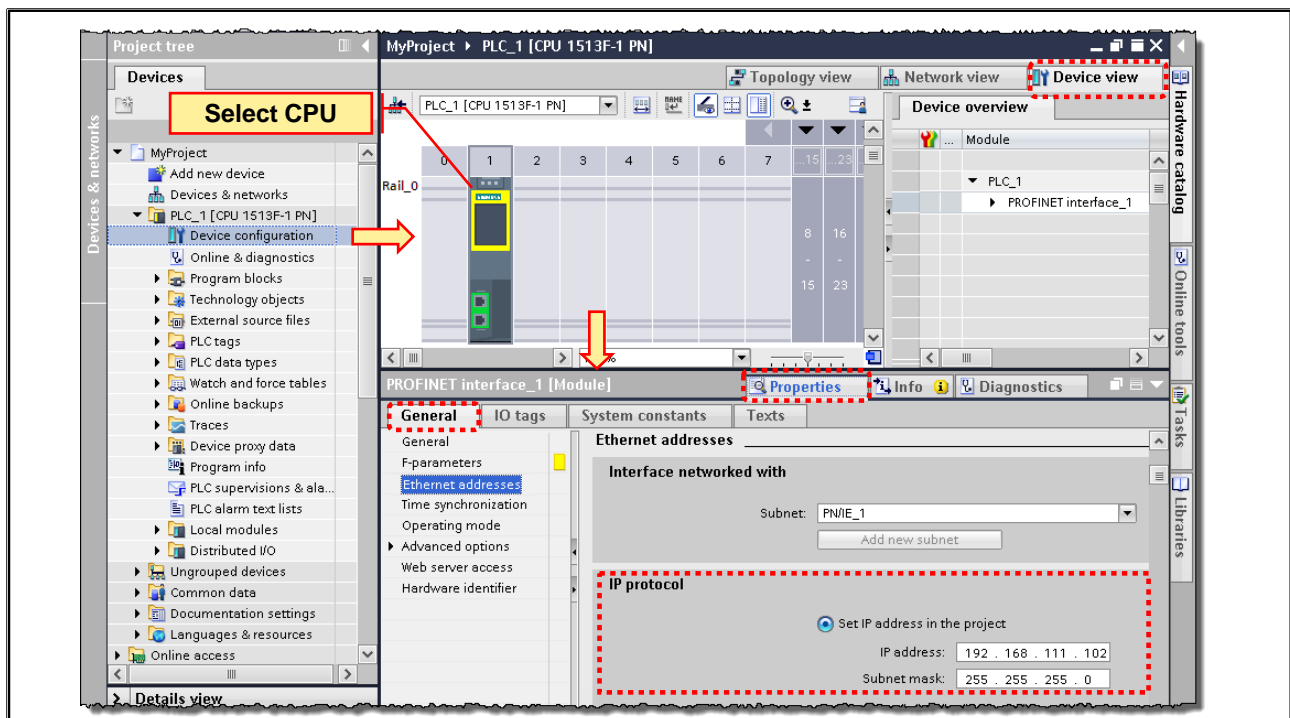 Project tree
Devices
Select CPU
Devices & networks
MyProject
Add new device
Devices & networks
PLC_1 [CPU 1513F-1 PN]
Device configuration
Online & diagnostics
Program blocks
Technology objects
External source files
PLC tags
PLC data types
Watch and force tables
Online backups
Traces
Device proxy data
Program info
PLC supervisions & ala...
PLC alarm text lists
Local modules
Distributed I/O
Ungrouped devices
Common data
Documentation settings
Languages & resources
Online access
Details view
MyProject PLC_1 [CPU 1513F-1 PN]
Topology view
Network view
Device view
PLC_1 [CPU 1513F-1 PN]
0 1 2 3 4 5 6 7 ...15 ...23
Rail_0
SIEMENS
8 16
- -
15 23
%
Device overview
... Module
PLC_1
PROFINET interface_1
PROFINET interface_1 [Module]
Properties
Info
Diagnostics
General
IO tags
System constants
Texts
General
F-parameters
Ethernet addresses
Time synchronization
Operating mode
Advanced options
Web server access
Hardware identifier
Ethernet addresses
Interface networked with
Subnet: PN/IE_1
Add new subnet
IP protocol
Set IP address in the project
IP address: 192 . 168 . 111 . 102
Subnet mask: 255 . 255 . 255 . 0
Hardware catalog
Online tools
Tasks
Libraries